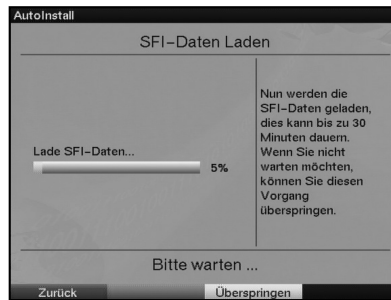 AutoInstall
SFI-Daten Laden
Lade SFI-Daten...
5%
Nun werden die
SFI-Daten geladen,
dies kann bis zu 30
Minuten dauern.
Wenn Sie nicht
warten möchten,
können Sie diesen
Vorgang
überspringen.
Bitte warten ...
Zurück
Überspringen